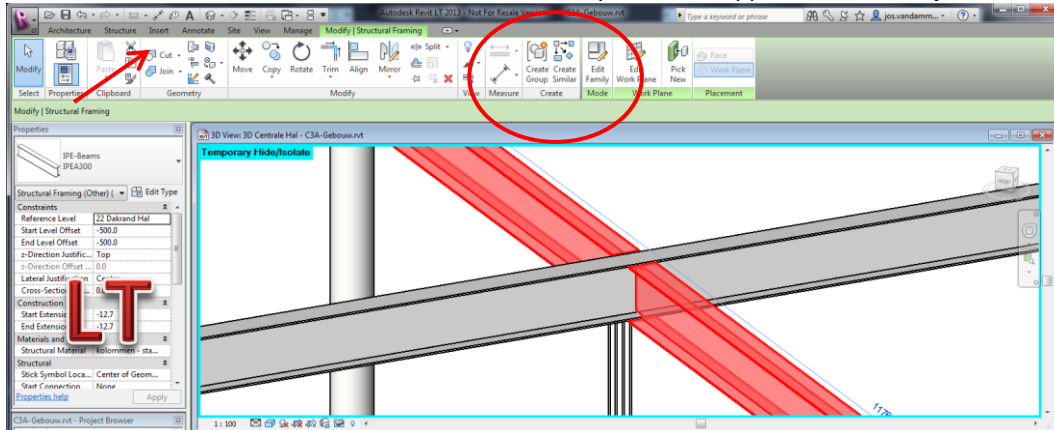 Autodesk Revit LT 2013 - Not For Resale Version - C3A-Gebouw.rvt
Type a keyword or phrase
jos.vandamm...
Architecture Structure Insert Annotate Site View Manage Modify | Structural Framing
Cut
Join
Split
Modify
Paste
Move Copy Rotate Trim Align Mirror
Create Group
Create Similar
Edit Family
Edit Work Plane
Pick New
Face
Work Plane
Select Properties Clipboard Geometry Modify View Measure Create Mode Work Plane Placement
Modify | Structural Framing
Properties
IPE-Beams
IPEA300
Structural Framing (Other) (
Edit Type
Constraints
Reference Level 22 Dakrand Hal
Start Level Offset -500.0
End Level Offset -500.0
z-Direction Justific... Top
z-Direction Offset ... 0.0
Lateral Justification Center
Cross-Section
Construction
Start Extension -12.7
End Extension -12.7
Materials and
Structural Material kolommen - sta...
Structural
Stick Symbol Loca... Center of Geom...
Start Connection None
Properties help
Apply
C3A-Gebouw.rvt - Project Browser
LT
3D View: 3D Centrale Hal - C3A-Gebouw.rvt
Temporary Hide/Isolate
FRONT
1 : 100